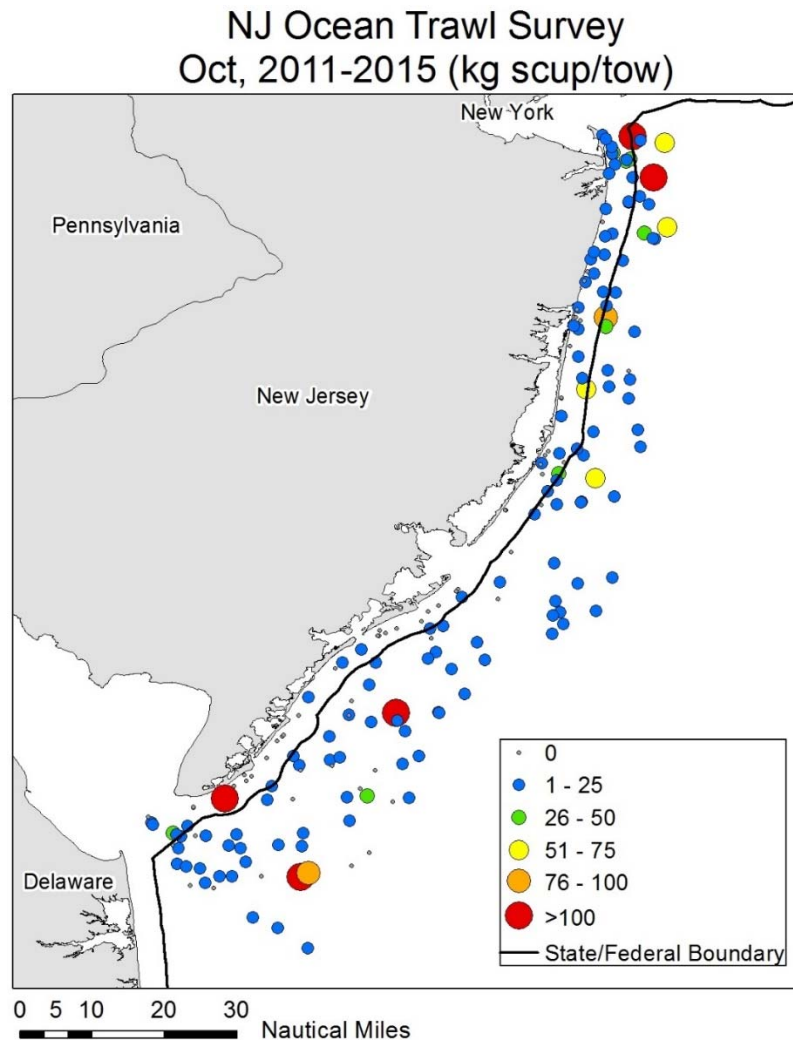 NJ Ocean Trawl Survey
Oct, 2011-2015 (kg scup/tow)
New York
Pennsylvania
New Jersey
Delaware
0
1 - 25
26 - 50
51 - 75
76 - 100
>100
State/Federal Boundary
0 5 10 20 30
Nautical Miles